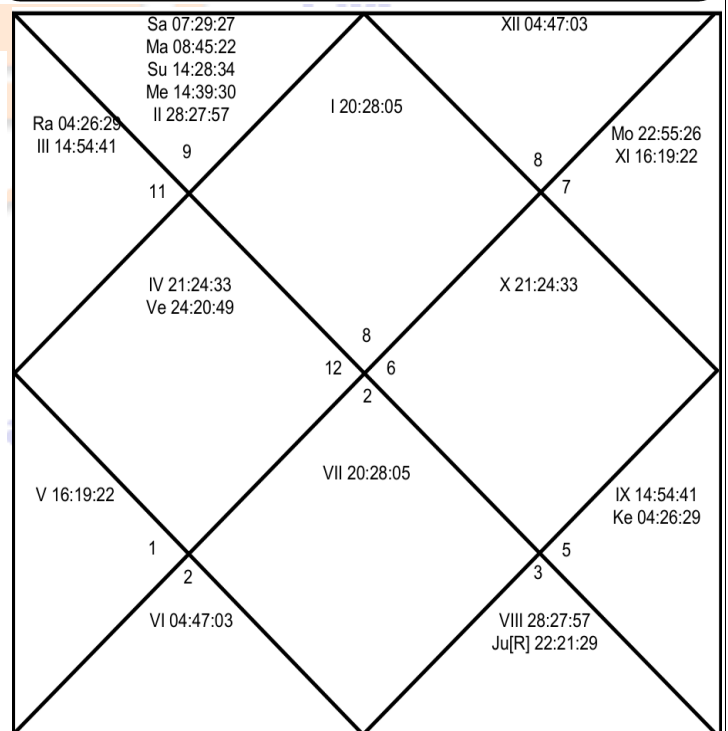 Sa 07:29:27
Ma 08:45:22
Su 14:28:34
Me 14:39:30
II 28:27:57
XII 04:47:03
I 20:28:05
Ra 04:26:29
III 14:54:41
Mo 22:55:26
XI 16:19:22
9
8
11
7
IV 21:24:33
Ve 24:20:49
X 21:24:33
8
12
6
2
VII 20:28:05
V 16:19:22
IX 14:54:41
Ke 04:26:29
1
5
2
3
VI 04:47:03
VIII 28:27:57
Ju[R] 22:21:29